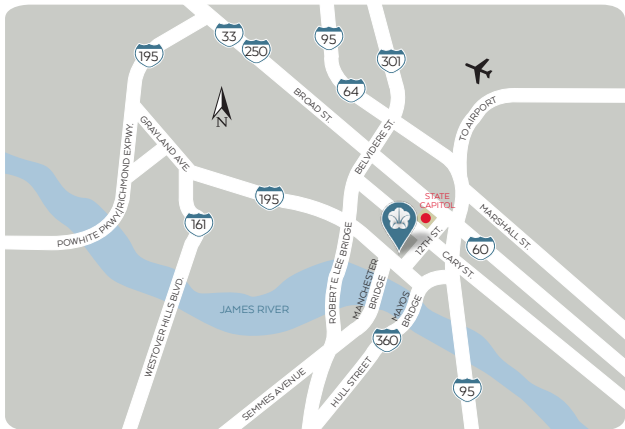 33
95
250
301
195
64
BROAD ST.
N
TO AIRPORT
GRAYLAND AVE.
BELVIDERE ST.
POWHITE PKWY/RICHMOND EXPWY.
195
STATE
CAPITOL
MARSHALL ST.
161
12TH ST.
60
CARY ST.
ROBERT E. LEE BRIDGE
MANCHESTER
BRIDGE
MAYOS
BRIDGE
JAMES RIVER
WESTOVER HILLS BLVD.
360
HULL STREET
SEMMES AVENUE
95